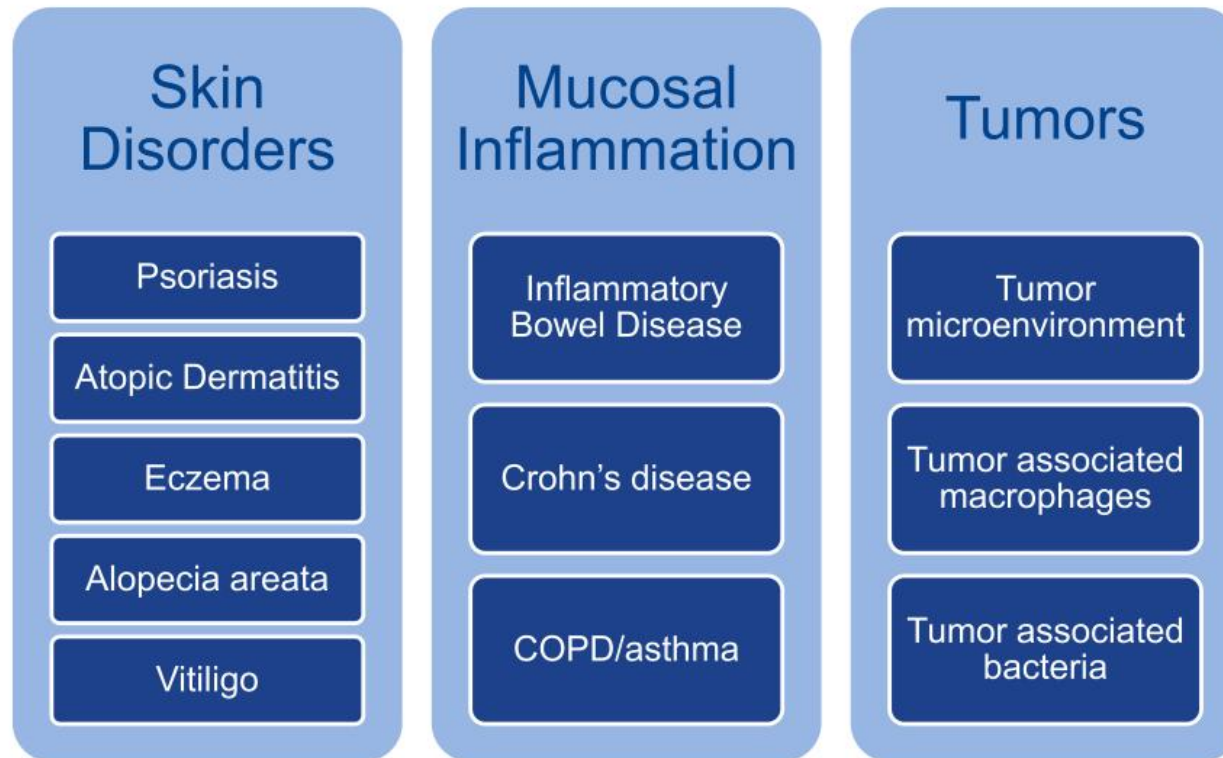 Skin
Disorders
Psoriasis
Atopic Dermatitis
Eczema
Alopecia areata
Vitiligo
Mucosal
Inflammation
Inflammatory
Bowel Disease
Crohn’s disease
COPD/asthma
Tumors
Tumor
microenvironment
Tumor associated
macrophages
Tumor associated
bacteria